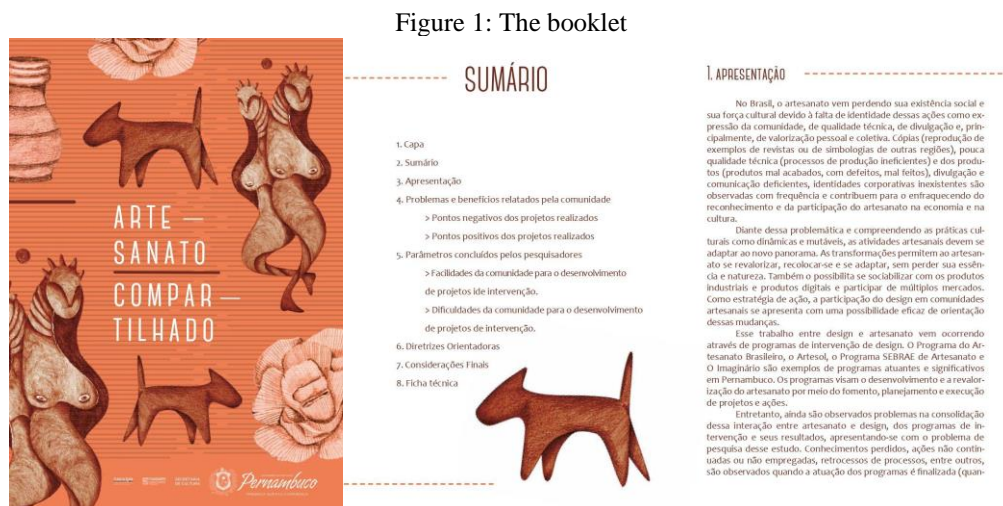 Figure 1: The booklet
ARTE —
SANATO
COMPAR —
TILHADO
Pernambuco
SUMÁRIO
1. Capa
2. Sumário
3. Apresentação
4. Problemas e benefícios relatados pela comunidade
> Pontos negativos dos projetos realizados
> Pontos positivos dos projetos realizados
5. Parâmetros concluídos pelos pesquisadores
> Facilidades da comunidade para o desenvolvimento
de projetos ide intervenção.
> Dificuldades da comunidade para o desenvolvimento
de projetos de intervenção.
6. Diretrizes Orientadoras
7. Considerações Finais
8. Ficha técnica
1. APRESENTAÇÃO
No Brasil, o artesanato vem perdendo sua existência social e
sua força cultural devido à falta de identidade dessas ações como ex-
pressão da comunidade, de qualidade técnica, de divulgação e, prin-
cipalmente, de valorização pessoal e coletiva. Cópias (reprodução de
exemplos de revistas ou de simbologias de outras regiões), pouca
qualidade técnica (processos de produção ineficientes) e dos produ-
tos (produtos mal acabados, com defeitos, mal feitos), divulgação e
comunicação deficientes, identidades corporativas inexistentes são
observadas com frequência e contribuem para o enfraquecendo do
reconhecimento e da participação do artesanato na economia e na
cultura.
Diante dessa problemática e compreendendo as práticas cul-
turais como dinâmicas e mutáveis, as atividades artesanais devem se
adaptar ao novo panorama. As transformações permitem ao artesan-
ato se revalorizar, recolocar-se e se adaptar, sem perder sua essên-
cia e natureza. Também o possibilita se sociabilizar com os produtos
industriais e produtos digitais e participar de múltiplos mercados.
Como estratégia de ação, a participação do design em comunidades
artesanais se apresenta com uma possibilidade eficaz de orientação
dessas mudanças.
Esse trabalho entre design e artesanato vem ocorrendo
através de programas de intervenção de design. O Programa do Ar-
tesanato Brasileiro, o Artesol, o Programa SEBRAE de Artesanato e
O Imaginário são exemplos de programas atuantes e significativos
em Pernambuco. Os programas visam o desenvolvimento e a revalor-
ização do artesanato por meio do fomento, planejamento e execução
de projetos e ações.
Entretanto, ainda são observados problemas na consolidação
dessa interação entre artesanato e design, dos programas de in-
tervenção e seus resultados, apresentando-se com o problema de
pesquisa desse estudo. Conhecimentos perdidos, ações não contin-
uadas ou não empregadas, retrocessos de processos, entre outros,
são observados quando a atuação dos programas é finalizada (quan-